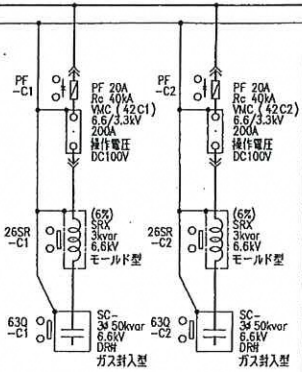 PF
-C1
PF 20A
Rc 40kA
VMC (42C1)
6.6/3.3kV
200A
操作電圧
DC100V
26SR
-C1
(6%)
SRX
3kvar
6.6kV
モールド型
63Q
-C1
SC-
3φ 50kvar
6.6kV
DR付
ガス封入型
PF
-C2
PF 20A
Rc 40kA
VMC (42C2)
6.6/3.3kV
200A
操作電圧
DC100V
26SR
-C2
(6%)
SRX
3kvar
6.6kV
モールド型
63Q
-C2
SC-
3φ 50kvar
6.6kV
DR付
ガス封入型